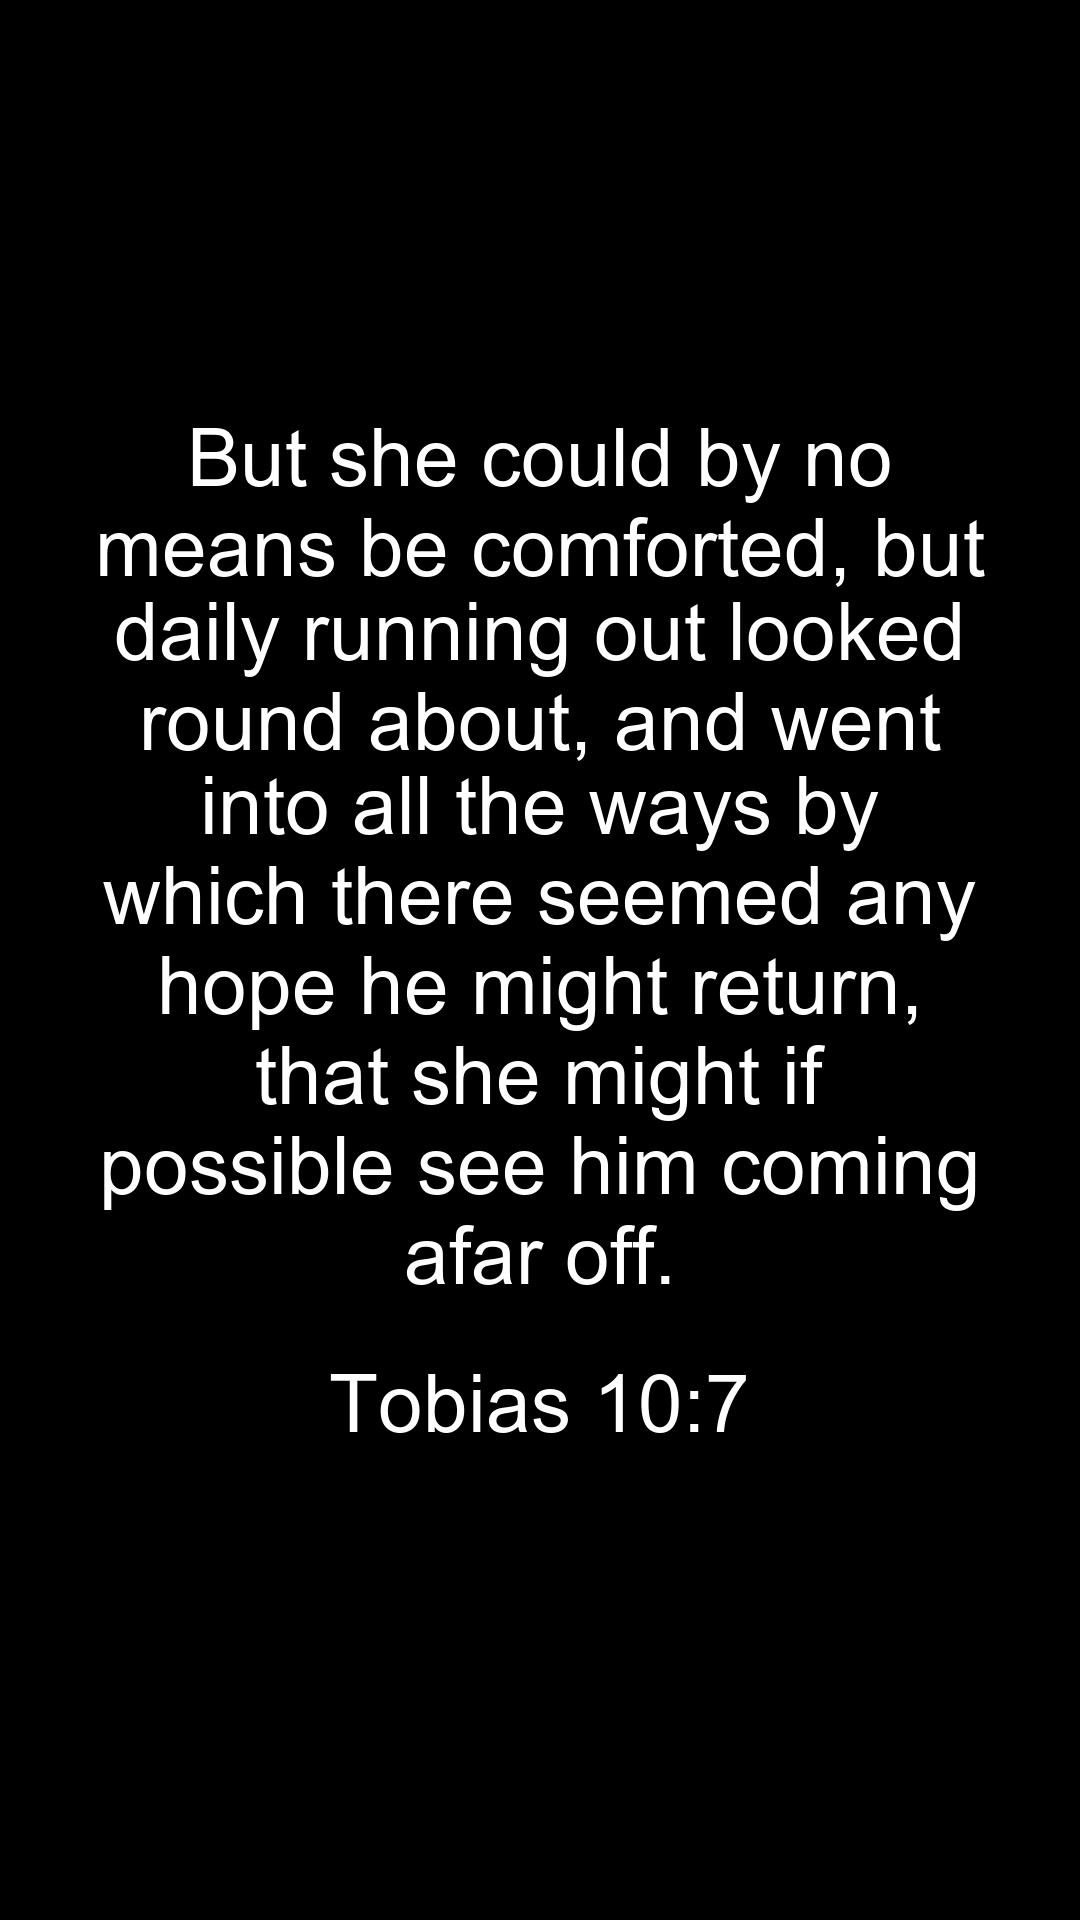 But she could by no
means be comforted, but
daily running out looked
round about, and went
into all the ways by
which there seemed any
hope he might return,
that she might if
possible see him coming
afar off.
Tobias 10:7